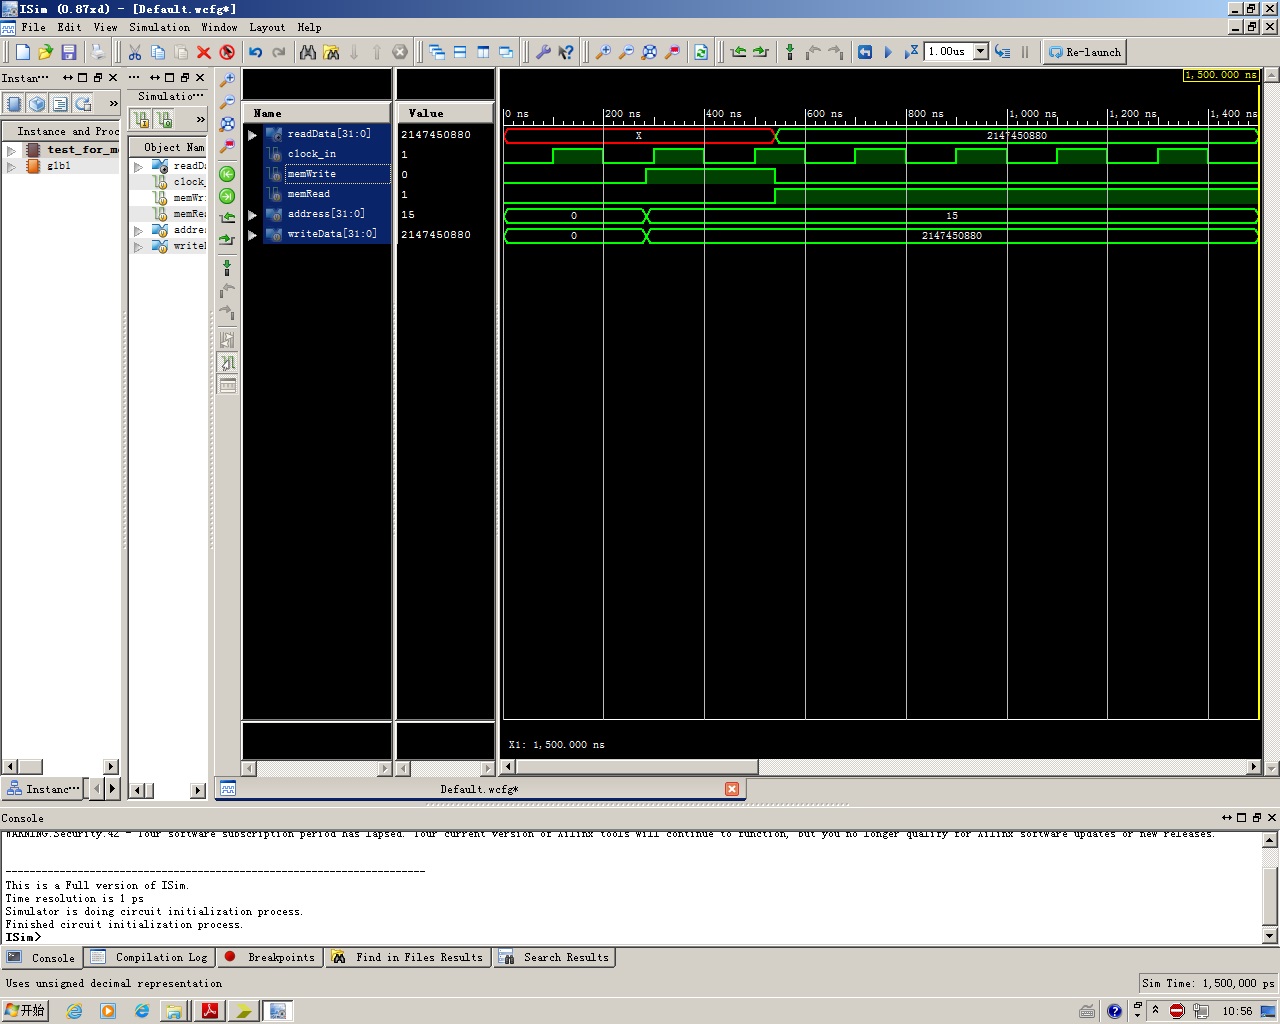 ISim (0.87xd) - [Default.wcfg*]
File Edit View Simulation Window Layout Help
1.00us
Re-launch
Instan···
···
Simulatio···
Instance and Proc
test_for_m
glbl
Object Nam
readDa
clock_
memWr
memRea
addres
writeD
Name
Value
readData[31:0] 2147450880
clock_in 1
memWrite 0
memRead 1
address[31:0] 15
writeData[31:0] 2147450880
1,500.000 ns
0 ns 200 ns 400 ns 600 ns 800 ns 1,000 ns 1,200 ns 1,400 ns
X 2147450880
0 15
0 2147450880
X1: 1,500.000 ns
Instanc···
Default.wcfg*
Console
WARNING:Security:42 - Your software subscription period has lapsed. Your current version of Xilinx tools will continue to function, but you no longer qualify for Xilinx software updates or new releases.
----------------------------------------------------------------------
This is a Full version of ISim.
Time resolution is 1 ps
Simulator is doing circuit initialization process.
Finished circuit initialization process.
ISim>
Console Compilation Log Breakpoints Find in Files Results Search Results
Uses unsigned decimal representation
Sim Time: 1,500,000 ps
开始
10:56